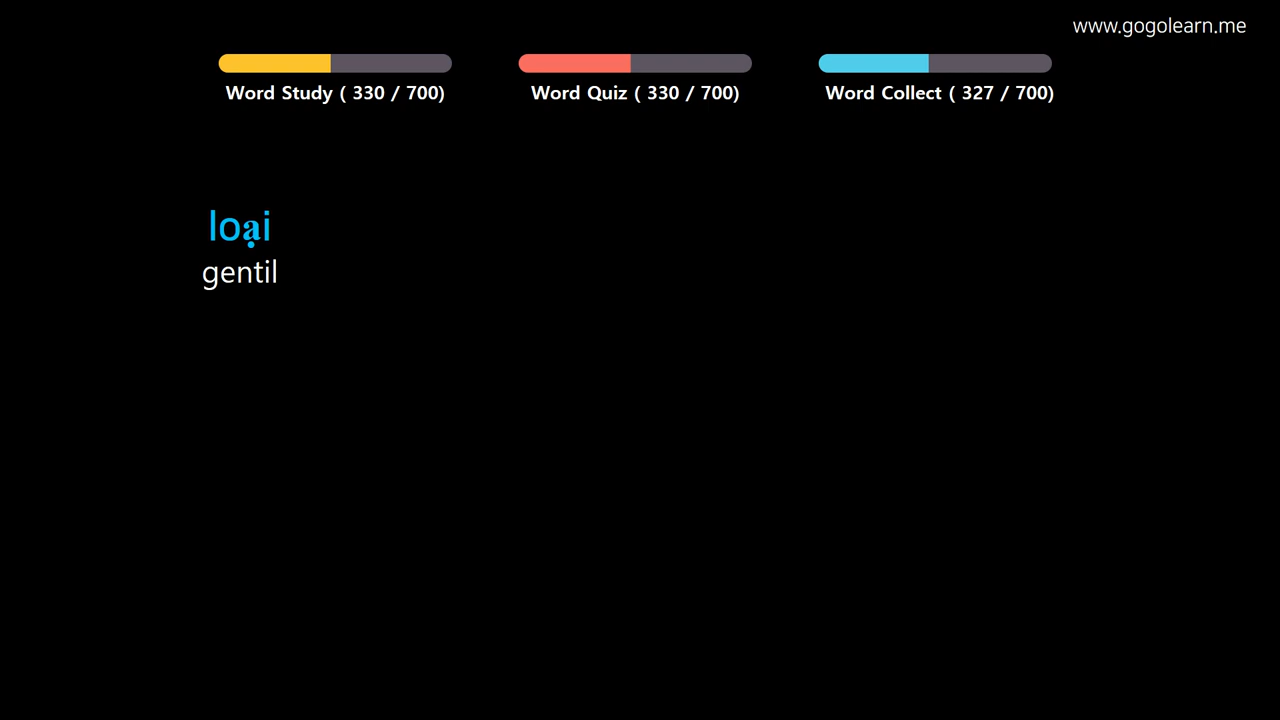 www.gogolearn.me
Word Study ( 330 / 700)
Word Quiz ( 330 / 700)
Word Collect ( 327 / 700)
loại
gentil